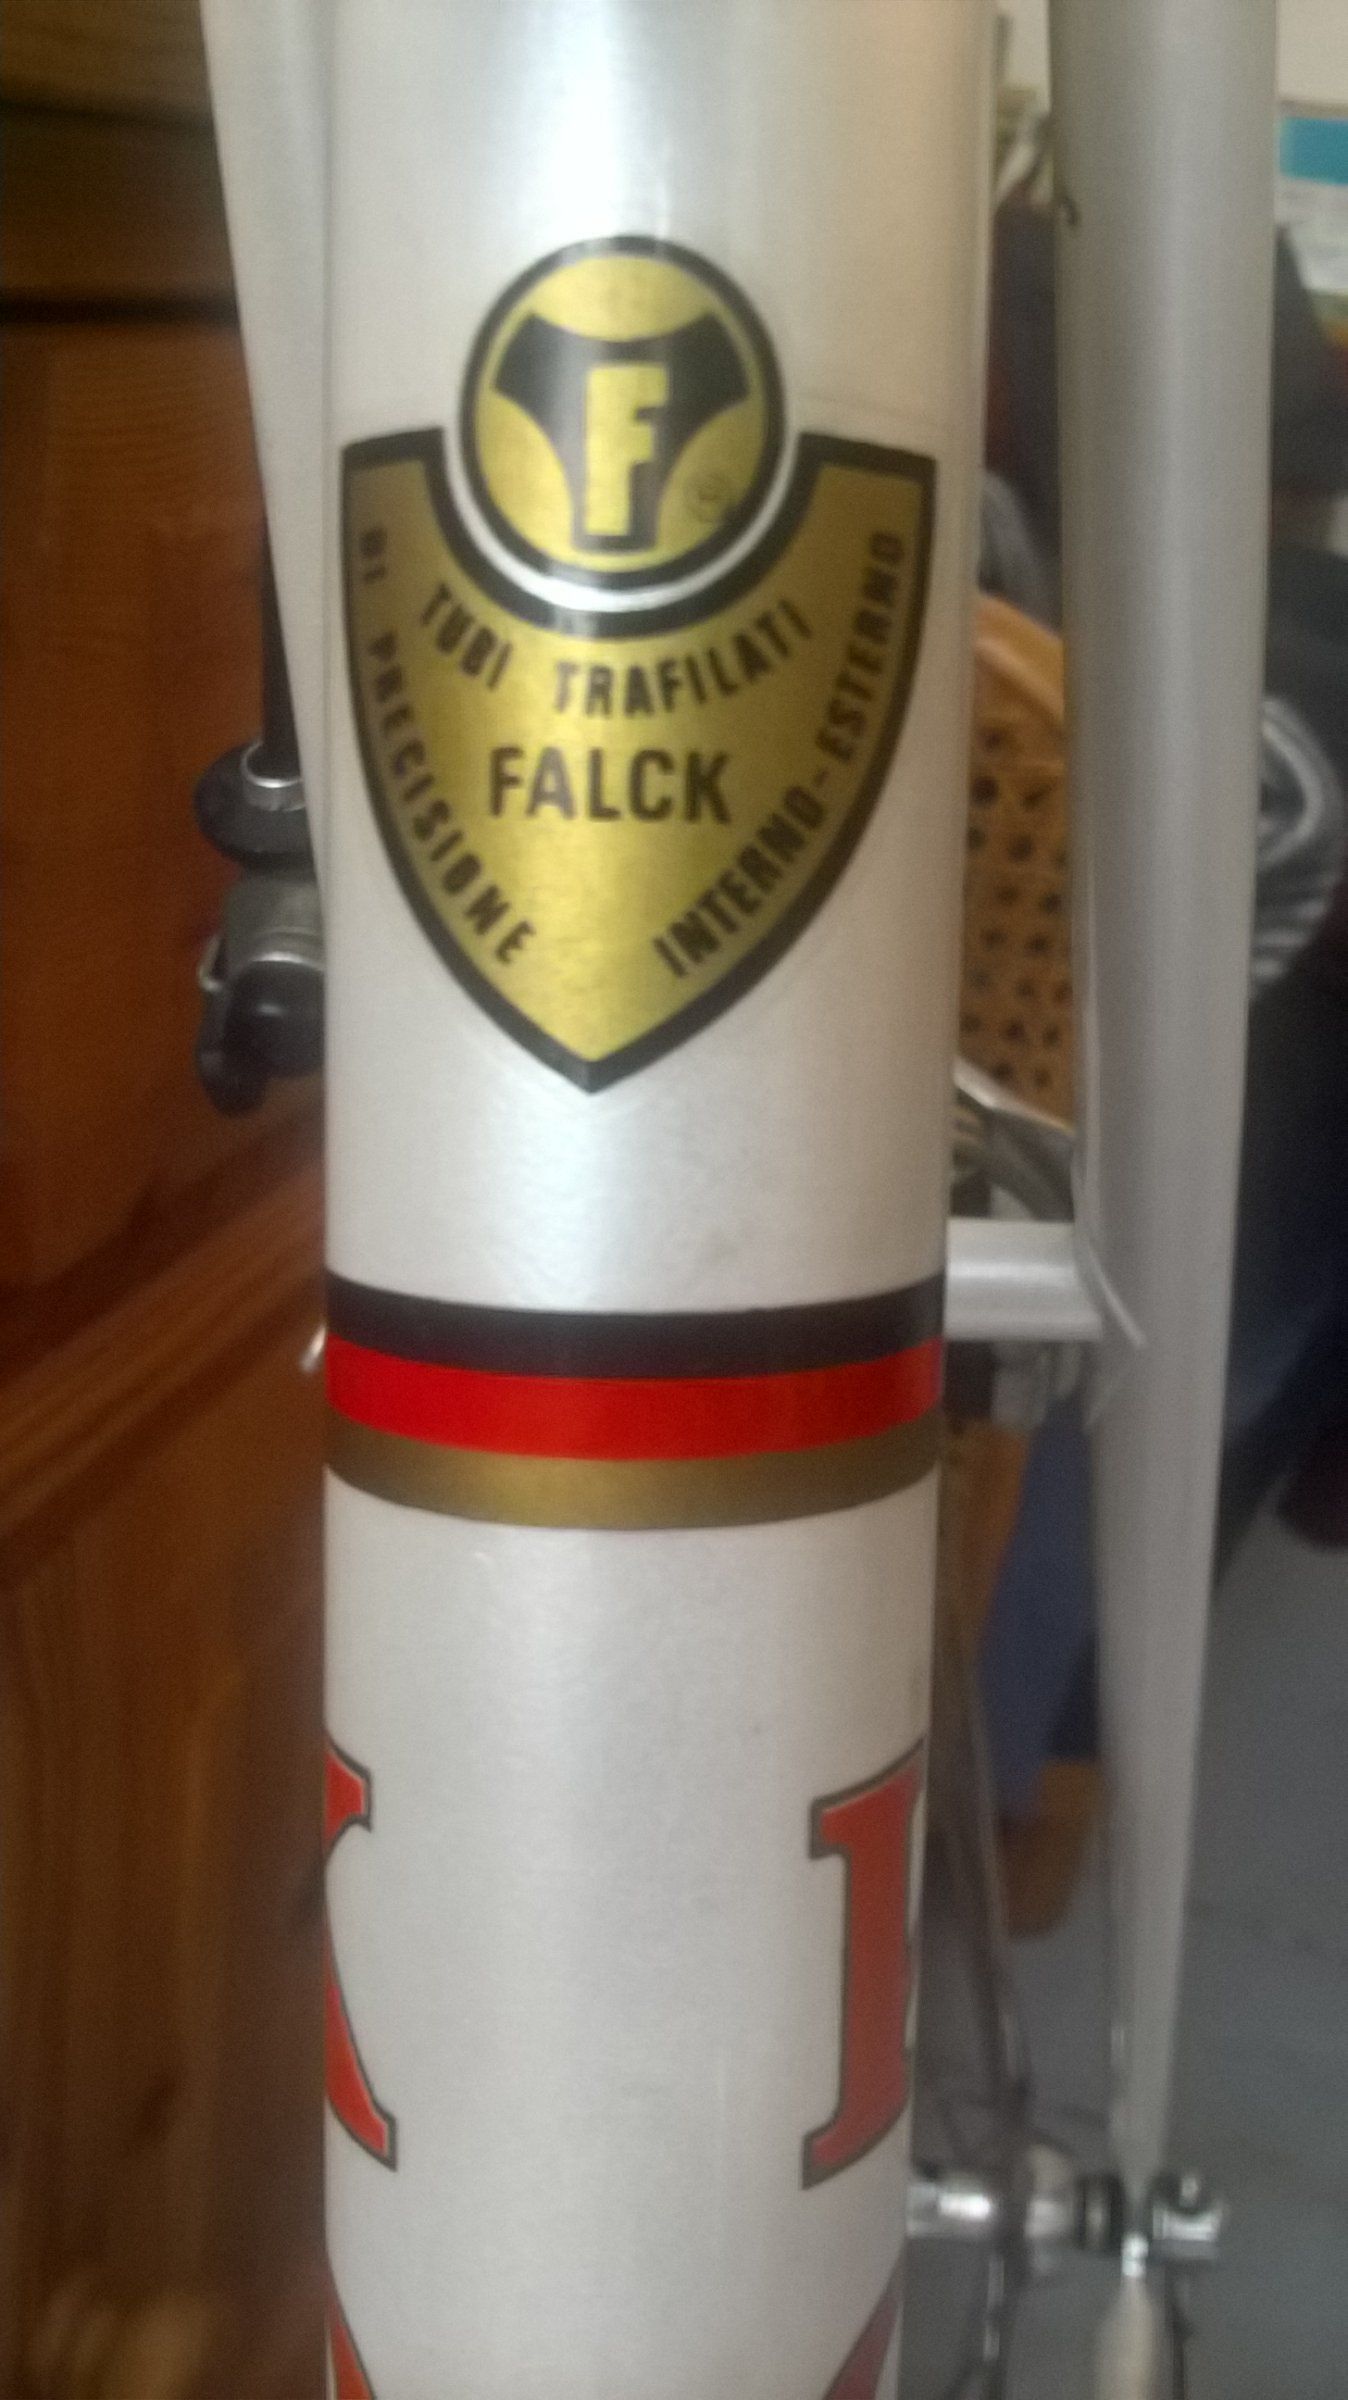 F
TUBI TRAFILATI
DI PRECISIONE
INTERNO-ESTERNO
FALCK